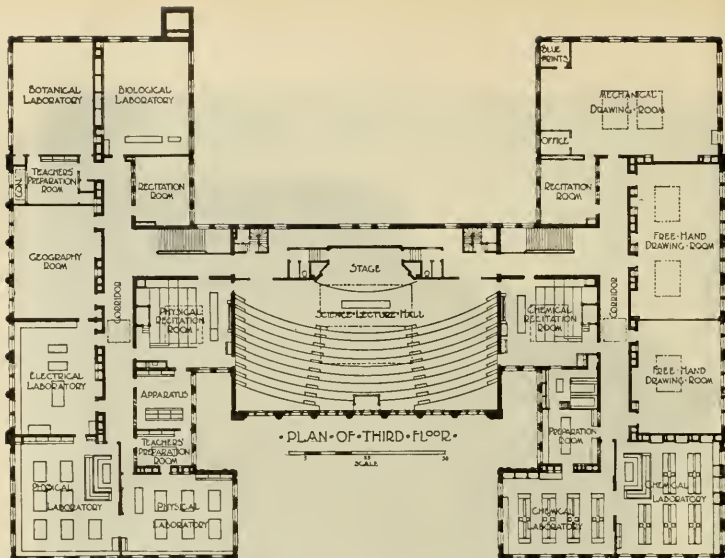 BOTANICAL
LABORATORY
BIOLOGICAL
LABORATORY
TEACHERS'
PREPARATION
ROOM
CON.
RECITATION
ROOM
GEOGRAPHY
ROOM
CORRIDOR
PHYSICAL
RECITATION
ROOM
ELECTRICAL
LABORATORY
APPARATUS
TEACHERS'
PREPARATION
ROOM
PHYSICAL
LABORATORY
PHYSICAL
LABORATORY
STAGE
SCIENCE·LECTURE·HALL
·PLAN·OF·THIRD·FLOOR·
SCALE
BLUE
PRINTS
MECHANICAL
DRAWING·ROOM
OFFICE
RECITATION
ROOM
FREE·HAND
DRAWING·ROOM
CHEMICAL
RECITATION
ROOM
CORRIDOR
FREE·HAND
DRAWING·ROOM
PREPARATION
ROOM
CHEMICAL
LABORATORY
CHEMICAL
LABORATORY